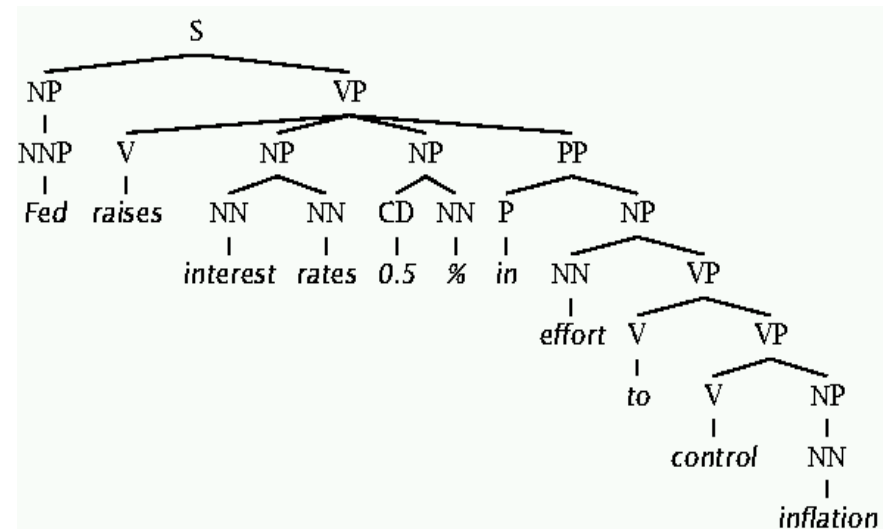 S
NP VP
NNP V NP NP PP
Fed raises NN NN CD NN P NP
interest rates 0.5 % in NN VP
effort V VP
to V NP
control NN
inflation